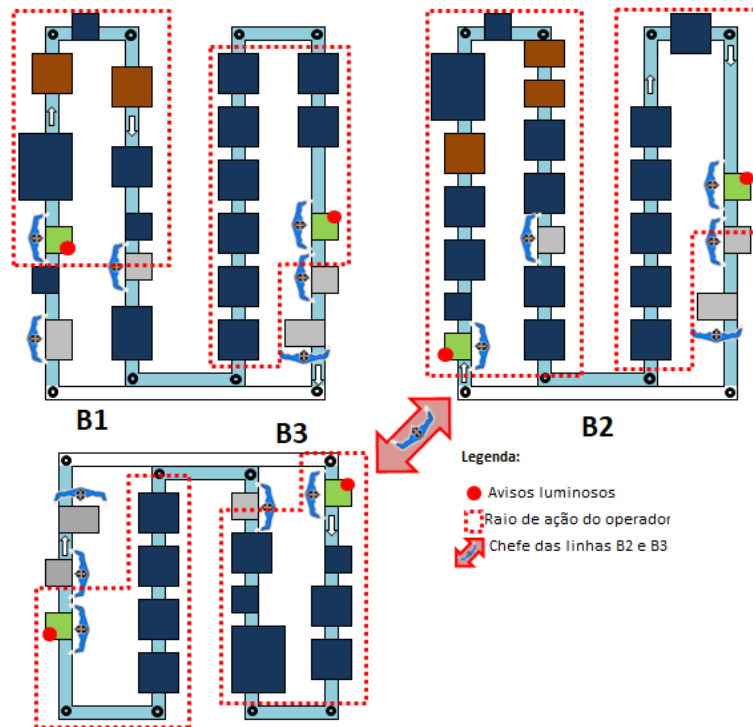 B1
B2
B3
Legenda:
Avisos luminosos
Raio de ação do operador
Chefe das linhas B2 e B3